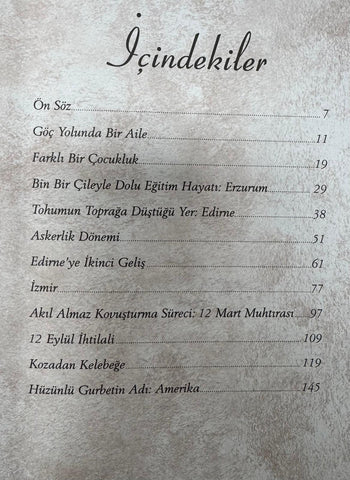 İçindekiler
Ön Söz 7
Göç Yolunda Bir Aile 11
Farklı Bir Çocukluk 19
Bin Bir Çileyle Dolu Eğitim Hayatı: Erzurum 29
Tohumun Toprağa Düştüğü Yer: Edirne 38
Askerlik Dönemi 51
Edirne'ye İkinci Geliş 61
İzmir 77
Akıl Almaz Kovuşturma Süreci: 12 Mart Muhtırası 97
12 Eylül İhtilali 109
Kozadan Kelebeğe 119
Hüzünlü Gurbetin Adı: Amerika 145